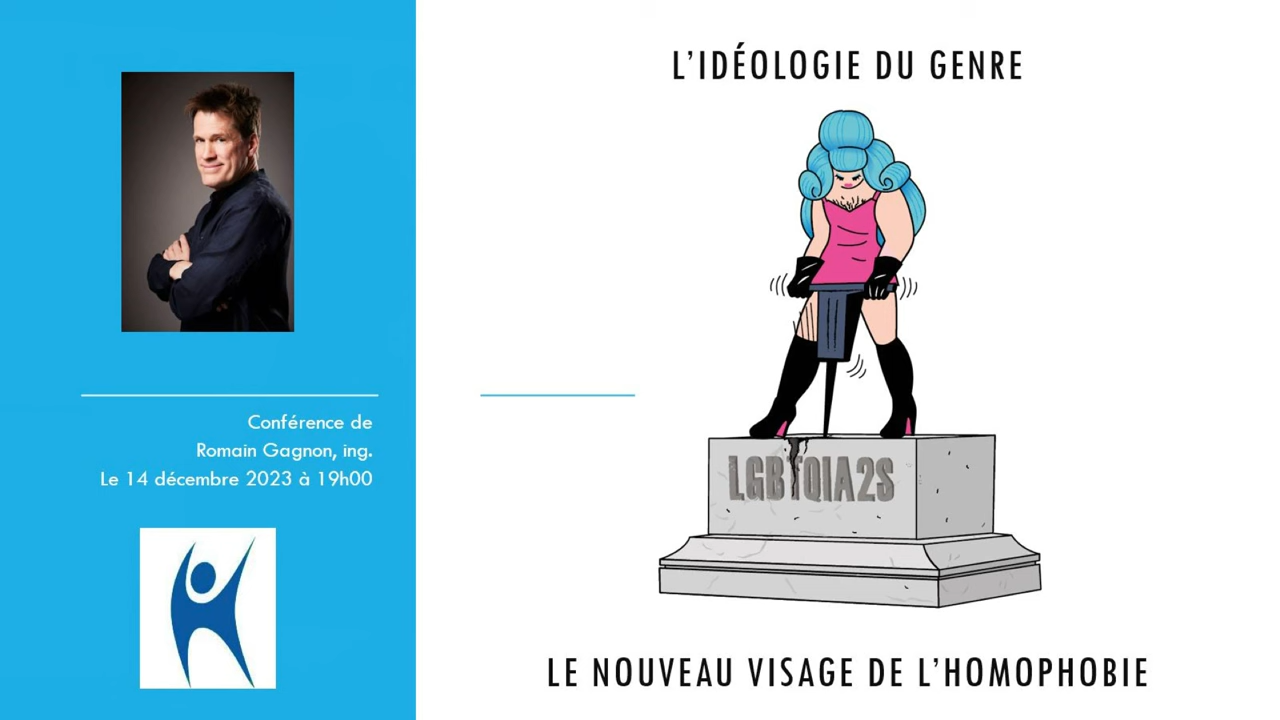 L'IDÉOLOGIE DU GENRE
Conférence de
Romain Gagnon, ing.
Le 14 décembre 2023 à 19h00
LGBTQIA2S
LE NOUVEAU VISAGE DE L'HOMOPHOBIE